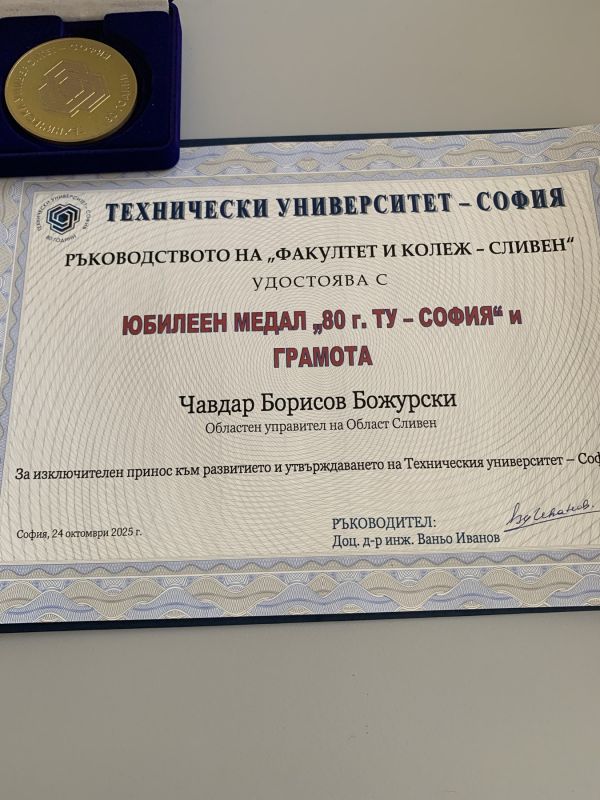 ТЕХНИЧЕСКИ УНИВЕРСИТЕТ – СОФИЯ
РЪКОВОДСТВОТО НА „ФАКУЛТЕТ И КОЛЕЖ – СЛИВЕН“
УДОСТОЯВА С
ЮБИЛЕЕН МЕДАЛ „80 г. ТУ – СОФИЯ“ и
ГРАМОТА
Чавдар Борисов Божурски
Областен управител на Област Сливен
За изключителен принос към развитието и утвърждаването на Техническия университет – Соф
София, 24 октомври 2025 г.
РЪКОВОДИТЕЛ:
Доц. д-р инж. Ваньо Иванов